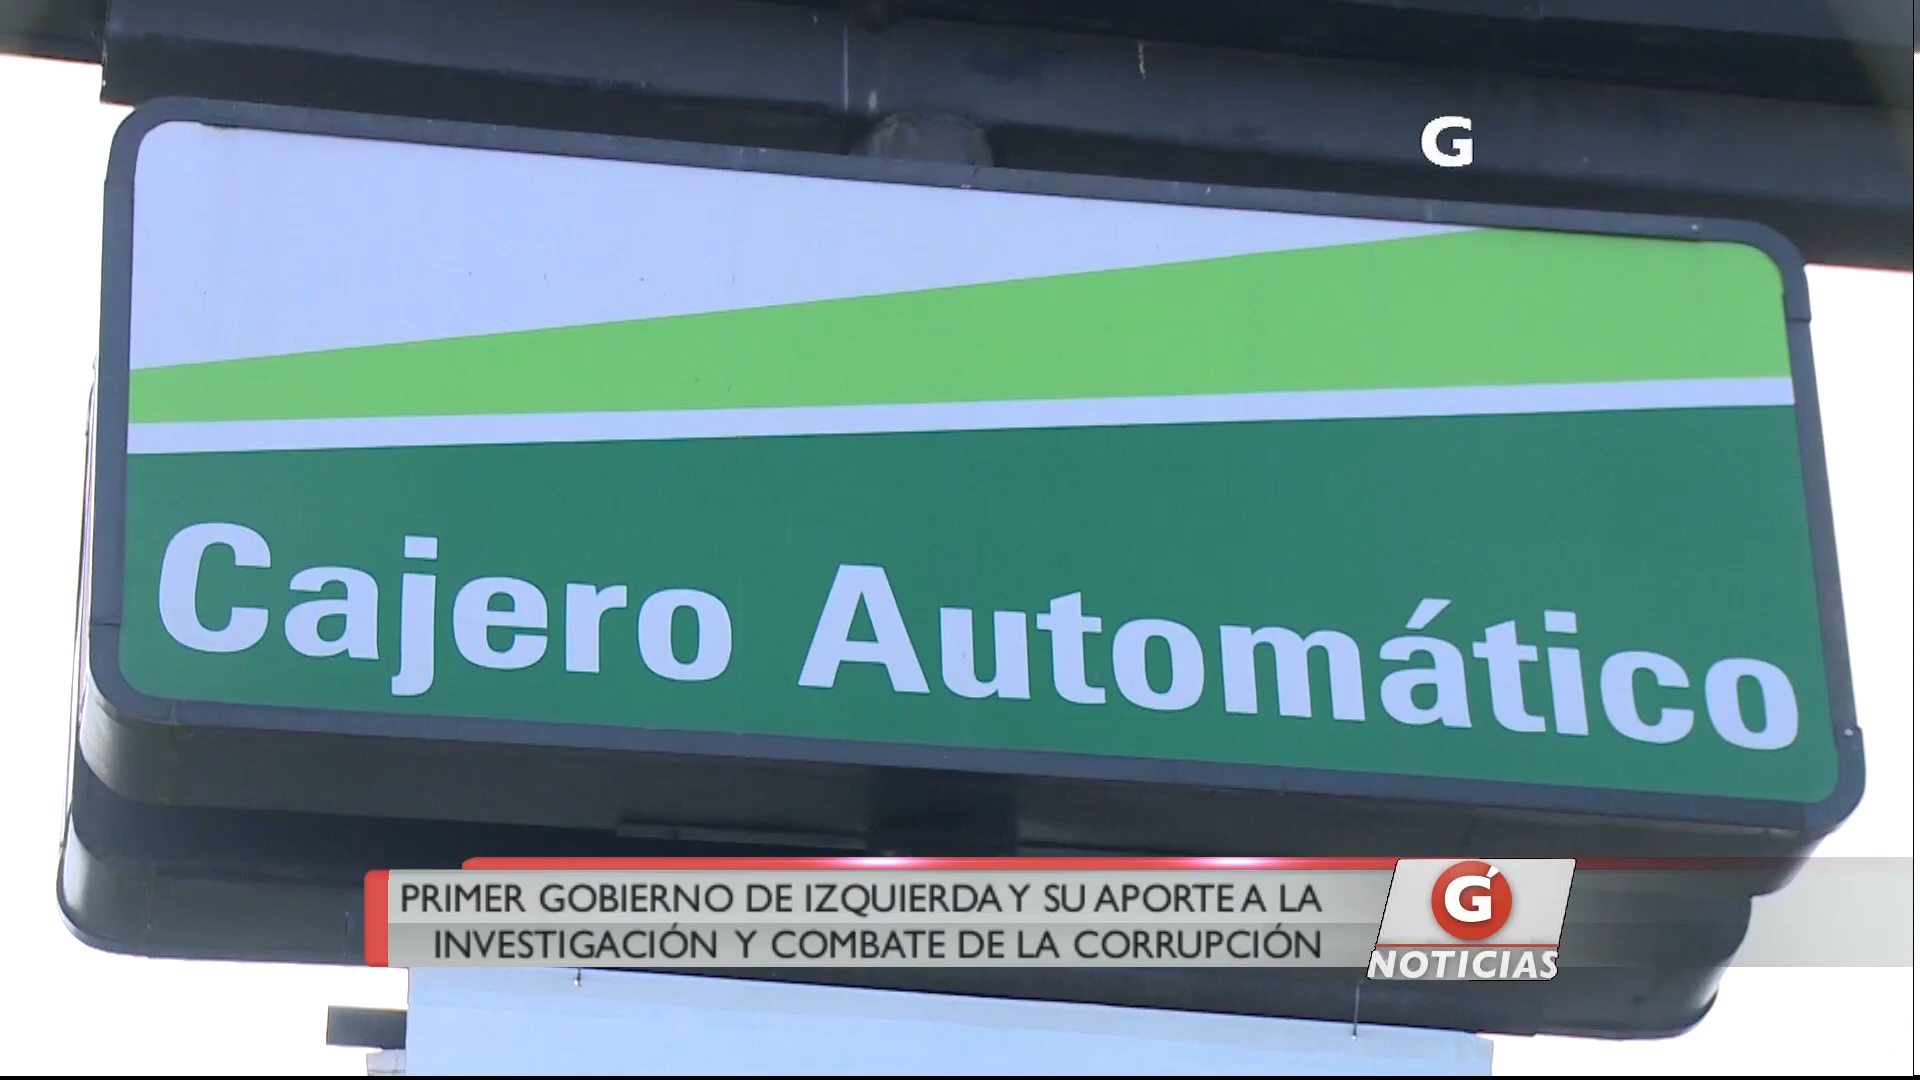 G
Cajero Automático
PRIMER GOBIERNO DE IZQUIERDA Y SU APORTE A LA
INVESTIGACIÓN Y COMBATE DE LA CORRUPCIÓN
Ǵ
NOTICIAS